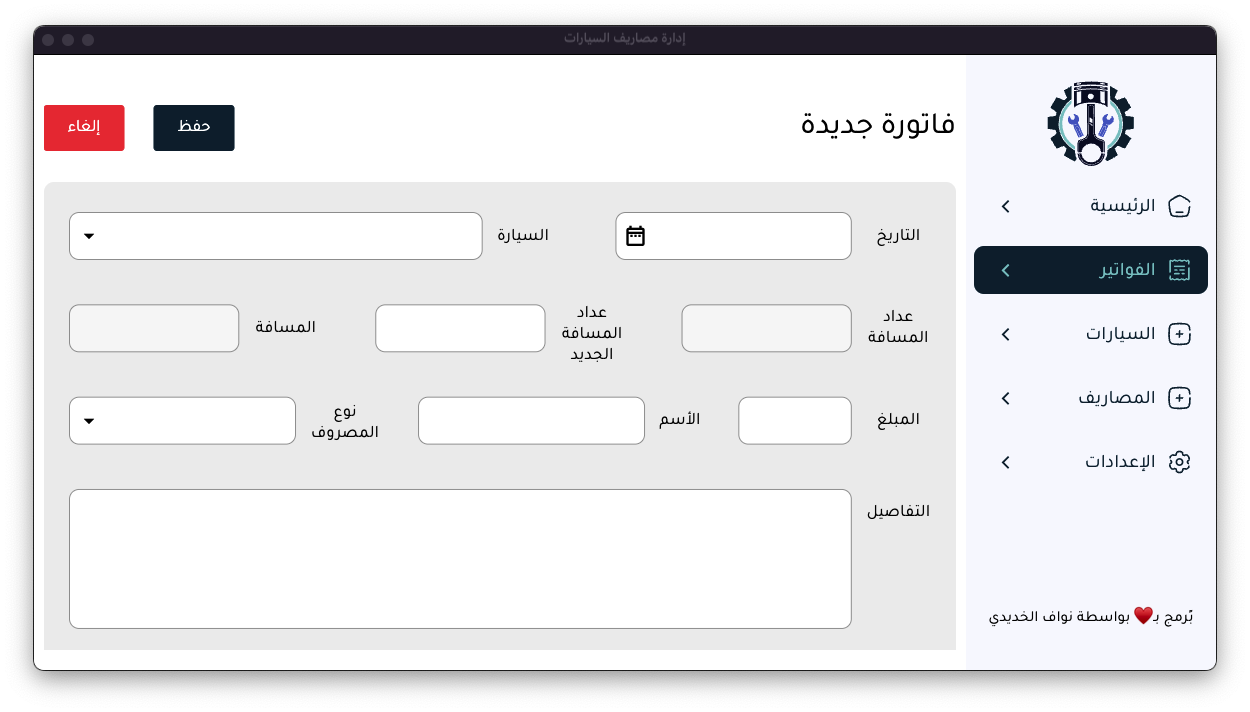 إدارة مصاريف السيارات
الرئيسية
الفواتير
السيارات
المصاريف
الإعدادات
بُرمج بـ❤️ بواسطة نواف الخديدي
فاتورة جديدة
حفظ
إلغاء
التاريخ
السيارة
عداد
المسافة
عداد
المسافة
الجديد
المسافة
المبلغ
الأسم
نوع
المصروف
التفاصيل